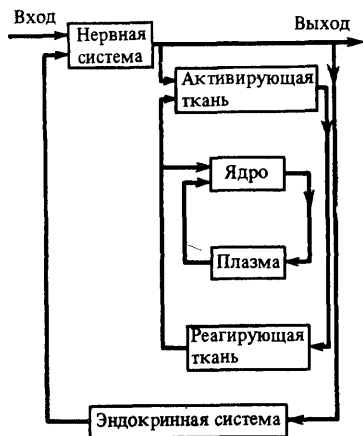 Вход
Выход
Нервная
система
Активирующая
ткань
Ядро
Плазма
Реагирующая
ткань
Эндокринная система